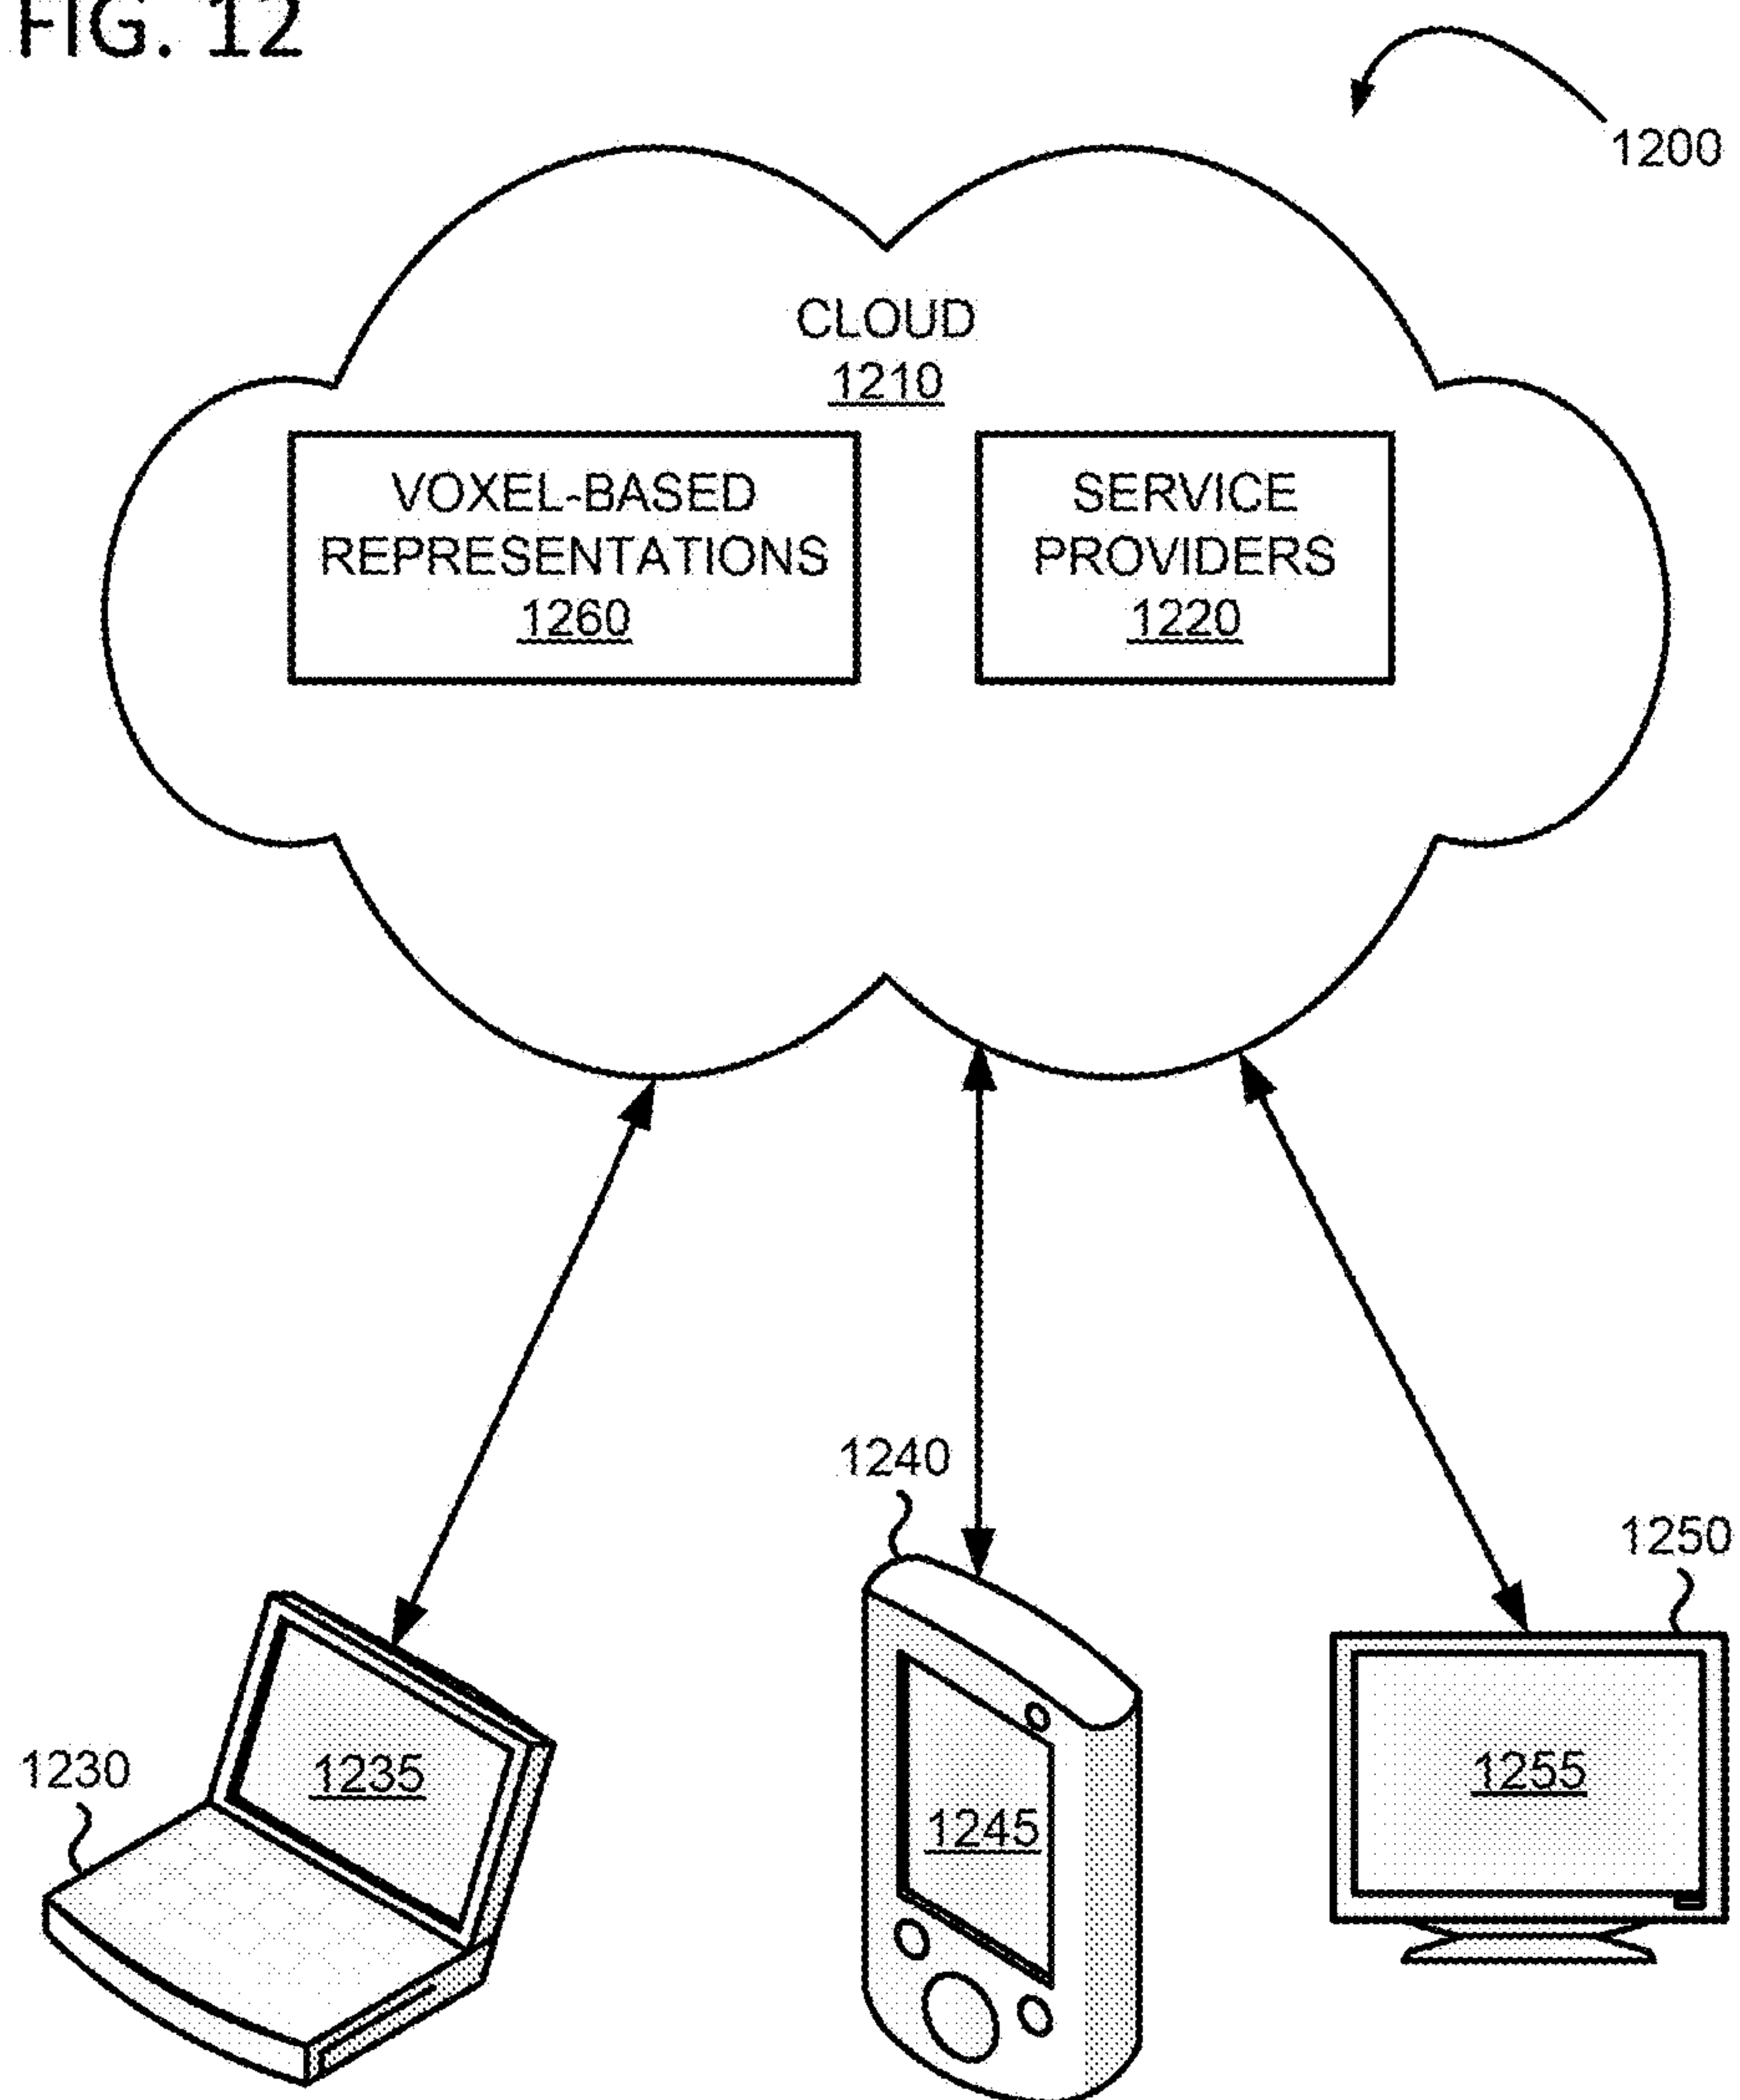 FIG. 12
1200
CLOUD
1210
VOXEL-BASED
REPRESENTATIONS
1260
SERVICE
PROVIDERS
1220
1240
1250
1230
1235
1245
1255